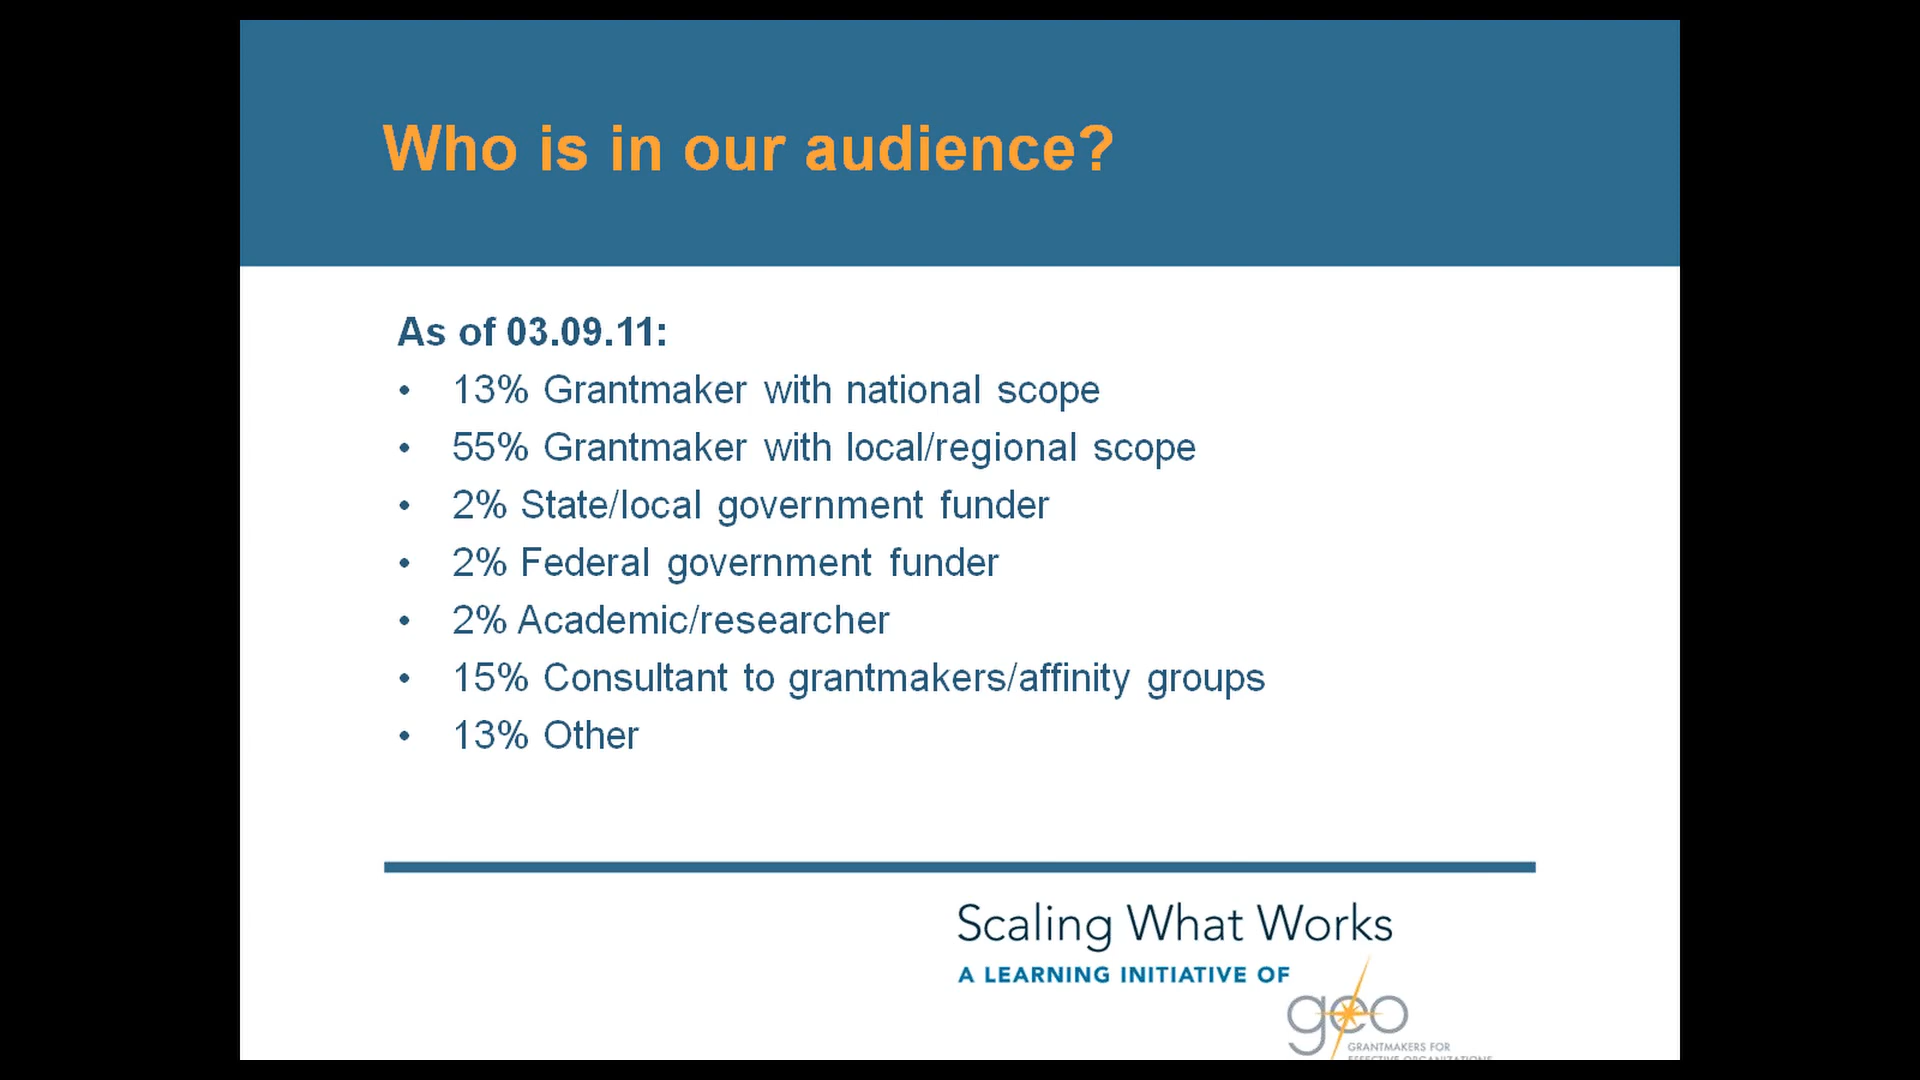 Who is in our audience?
As of 03.09.11:
• 13% Grantmaker with national scope
• 55% Grantmaker with local/regional scope
• 2% State/local government funder
• 2% Federal government funder
• 2% Academic/researcher
• 15% Consultant to grantmakers/affinity groups
• 13% Other
Scaling What Works
A LEARNING INITIATIVE OF
geo
GRANTMAKERS FOR
EFFECTIVE ORGANIZATIONS